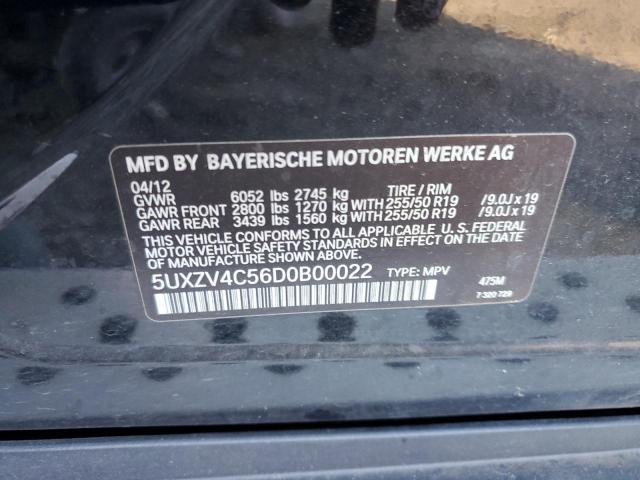 MFD BY BAYERISCHE MOTOREN WERKE AG
04/12 TIRE / RIM
GVWR 6052 lbs 2745 kg
GAWR FRONT 2800 lbs 1270 kg WITH 255/50 R19 /9.0J x 19
GAWR REAR 3439 lbs 1560 kg WITH 255/50 R19 /9.0J x 19
THIS VEHICLE CONFORMS TO ALL APPLICABLE U. S. FEDERAL
MOTOR VEHICLE SAFETY STANDARDS IN EFFECT ON THE DATE
OF MANUFACTURE SHOWN ABOVE.
5UXZV4C56D0B00022 TYPE: MPV 475M
7 320 729